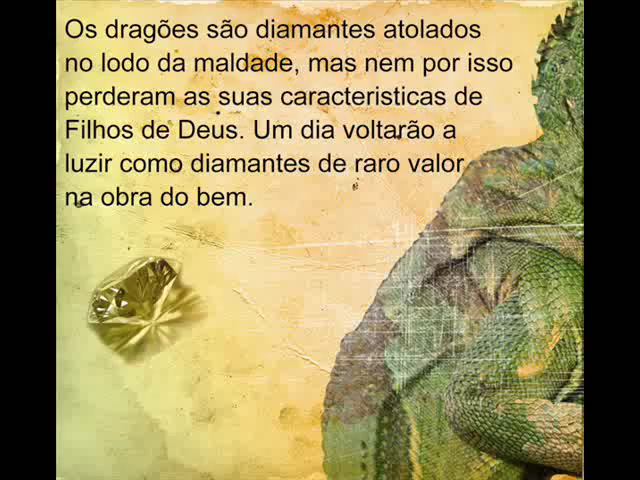 Os dragões são diamantes atolados
no lodo da maldade, mas nem por isso
perderam as suas caracteristicas de
Filhos de Deus. Um dia voltarão a
luzir como diamantes de raro valor
na obra do bem.